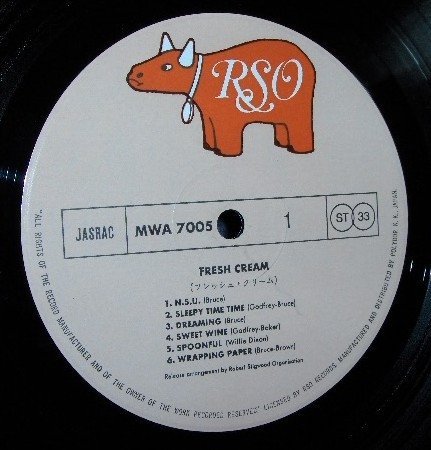 RSO
JASRAC
MWA 7005
1
ST
33
FRESH CREAM
(フレッシュ・クリーム)
1. N.S.U. (Bruce)
2. SLEEPY TIME TIME (Godfrey-Bruce)
3. DREAMING (Bruce)
4. SWEET WINE (Godfrey-Baker)
5. SPOONFUL (Willie Dixon)
6. WRAPPING PAPER (Bruce-Brown)
Release arrangement by Robert Stigwood Organisation
"ALL RIGHTS OF THE RECORD MANUFACTURER AND OF THE OWNER OF THE WORK RECORDED RESERVED" LICENSED BY RSO RECORDS, MANUFACTURED AND DISTRIBUTED BY POLYDOR K.K. JAPAN